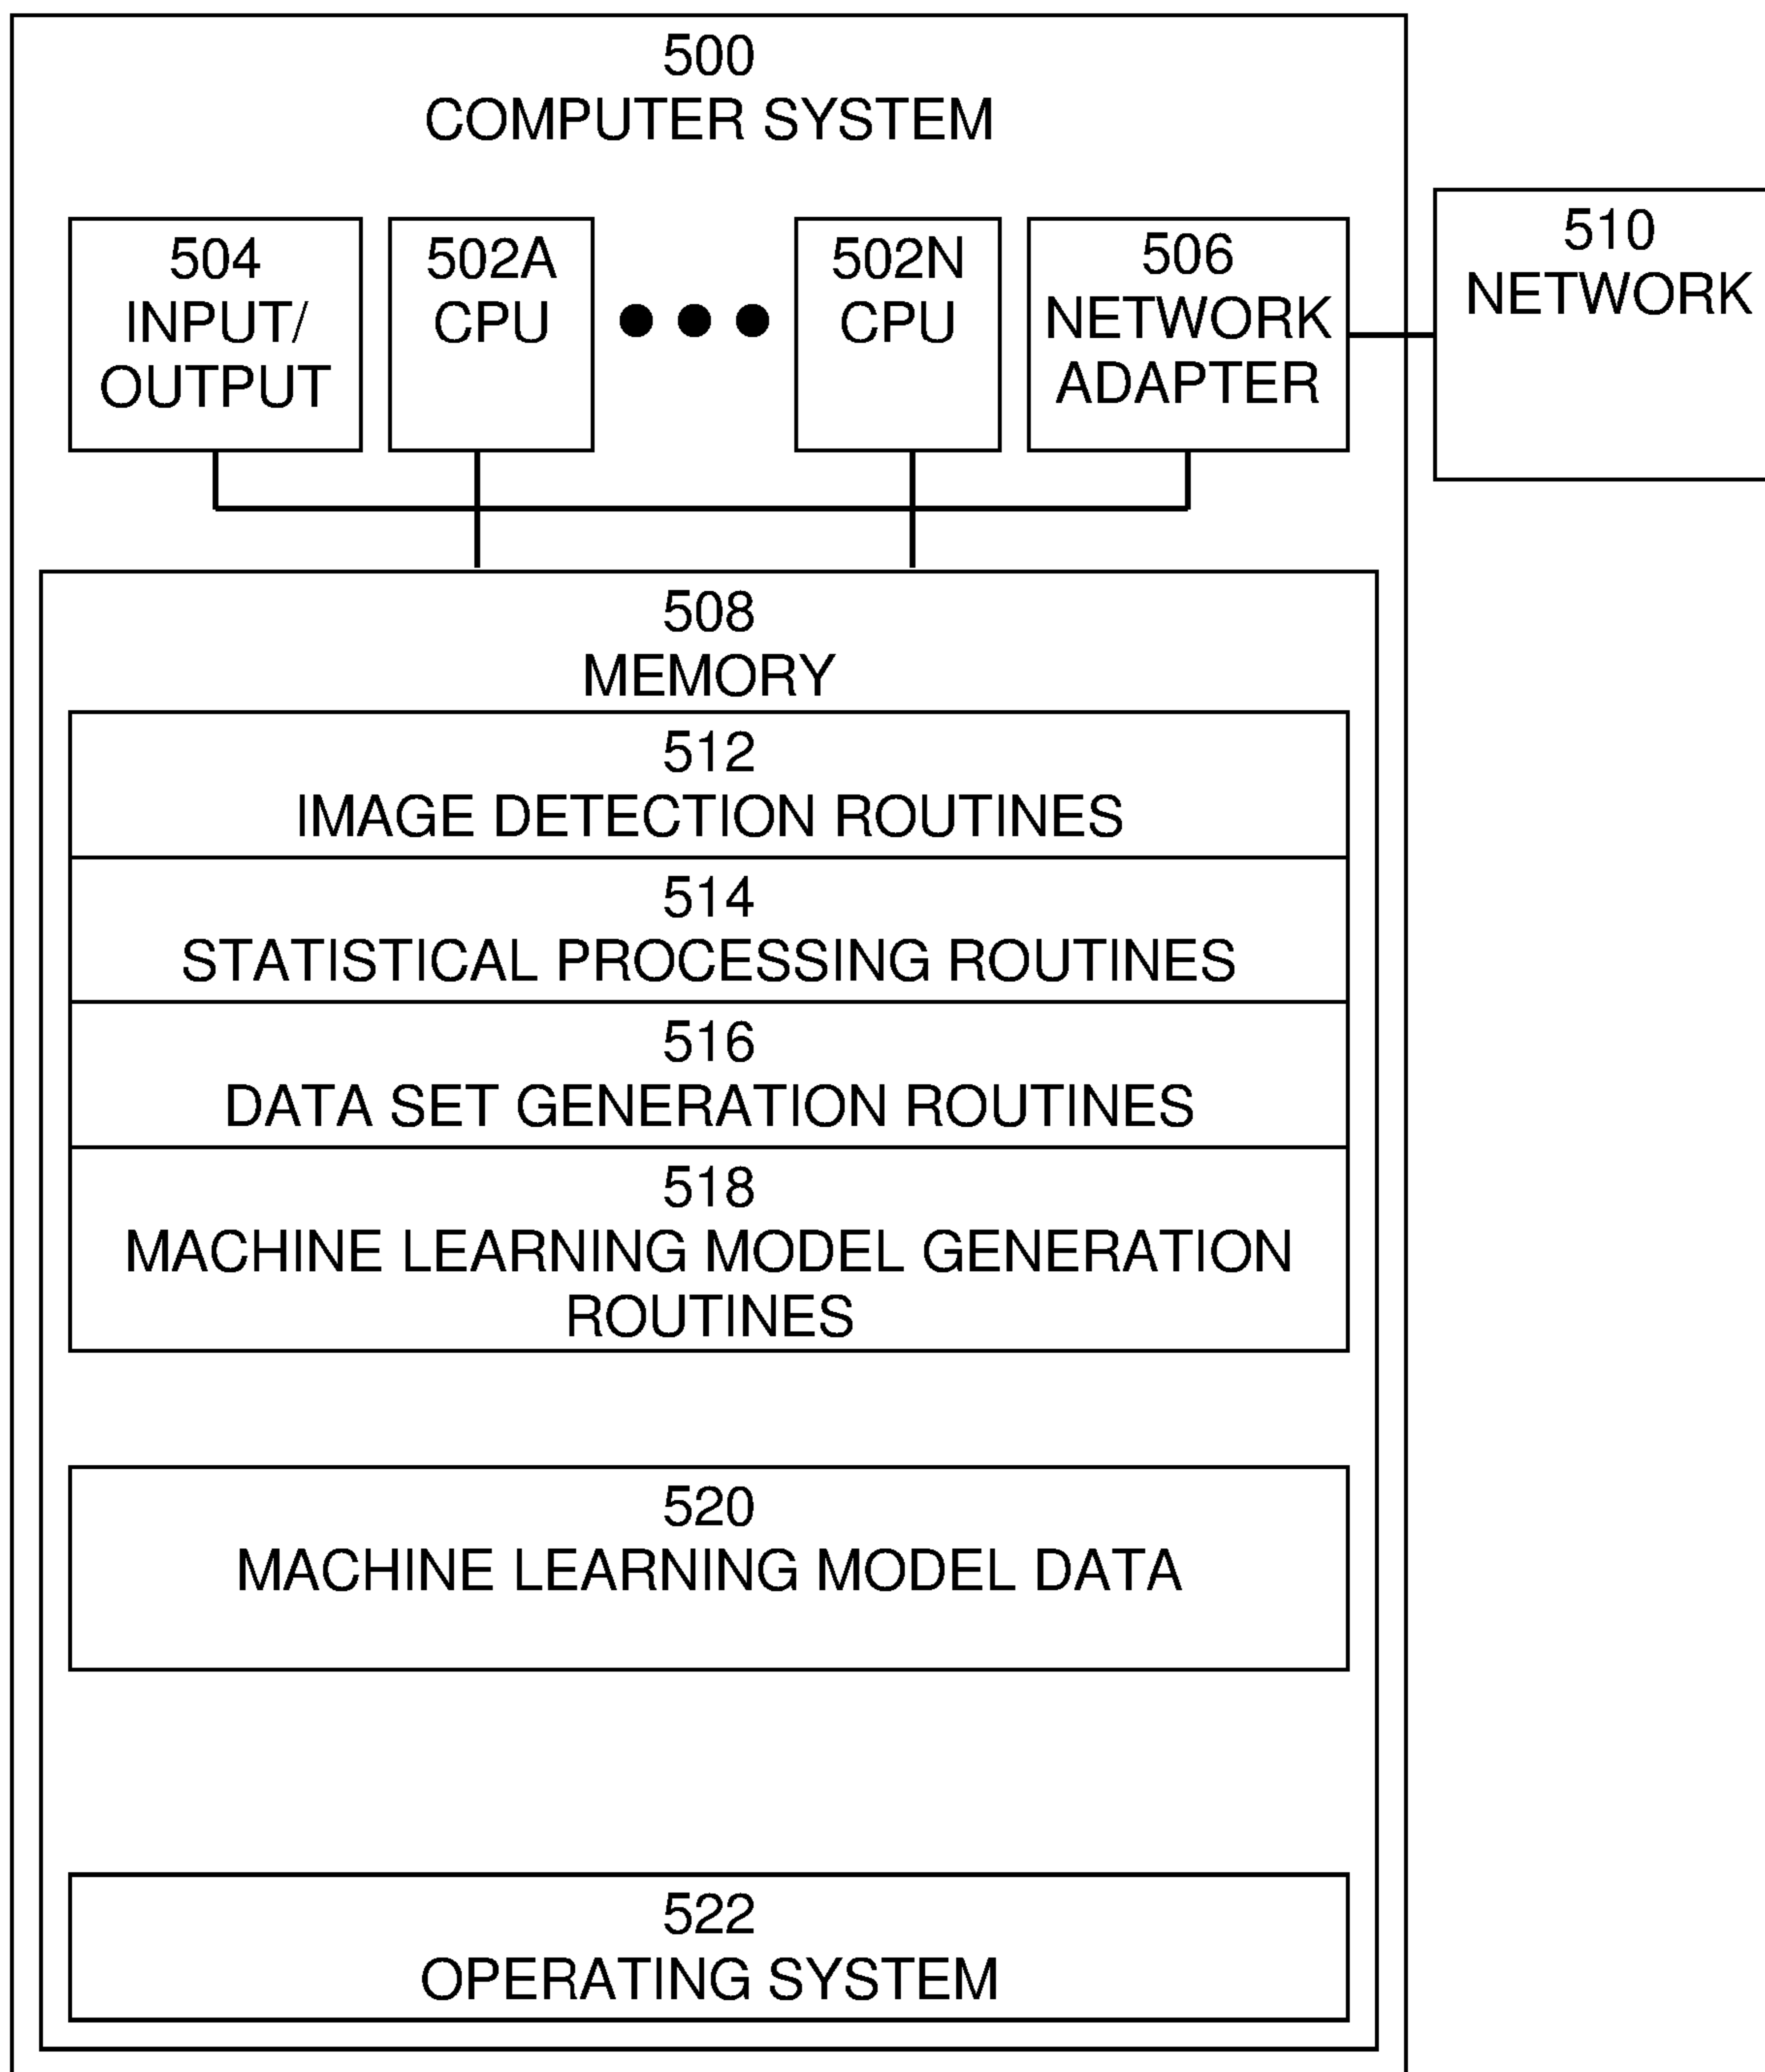 500
COMPUTER SYSTEM
504
INPUT/
OUTPUT
502A
CPU
502N
CPU
506
NETWORK
ADAPTER
510
NETWORK
508
MEMORY
512
IMAGE DETECTION ROUTINES
514
STATISTICAL PROCESSING ROUTINES
516
DATA SET GENERATION ROUTINES
518
MACHINE LEARNING MODEL GENERATION
ROUTINES
520
MACHINE LEARNING MODEL DATA
522
OPERATING SYSTEM